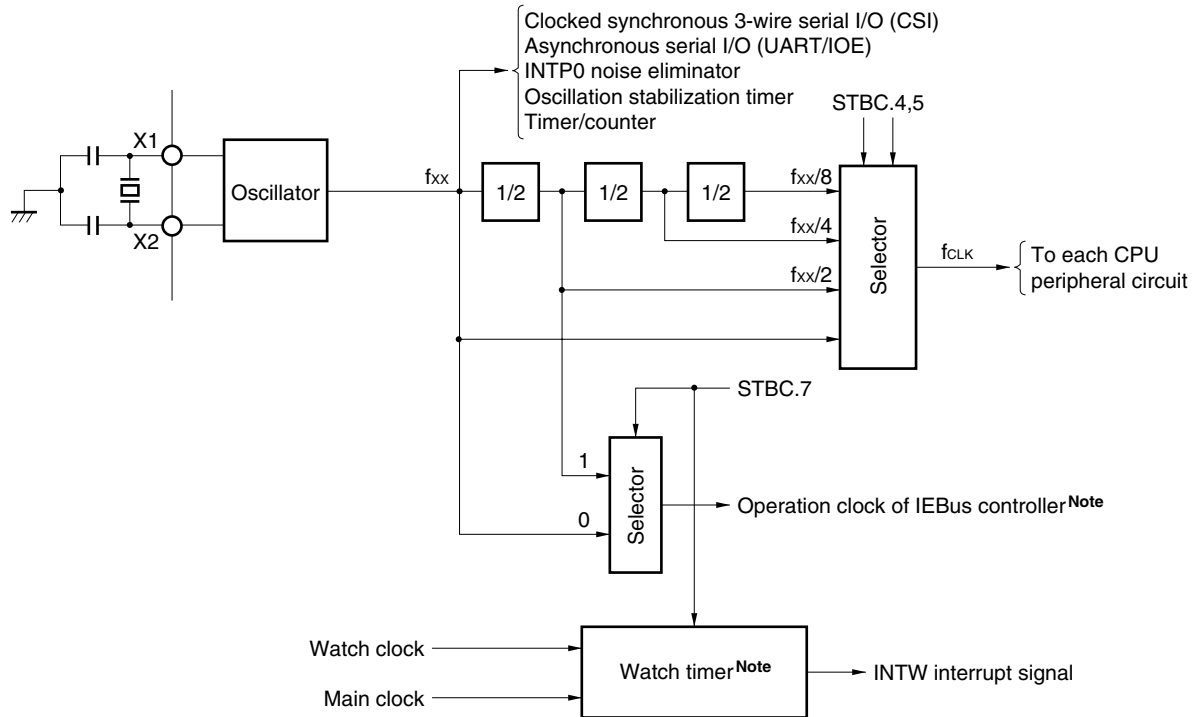 Clocked synchronous 3-wire serial I/O (CSI)
Asynchronous serial I/O (UART/IOE)
INTP0 noise eliminator
Oscillation stabilization timer
Timer/counter
STBC.4,5
X1
Oscillator
fxx
1/2
1/2
1/2
fxx/8
X2
fxx/4
Selector
fCLK
To each CPU
peripheral circuit
fxx/2
STBC.7
1
Selector
Operation clock of IEBus controller Note
0
Watch clock
Watch timer Note
INTW interrupt signal
Main clock